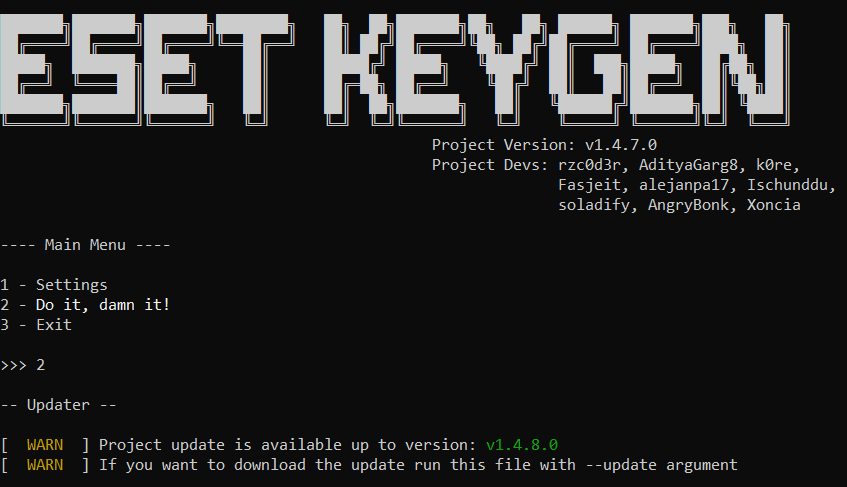 ESET KEYGEN
Project Version: v1.4.7.0
Project Devs: rzc0d3r, AdityaGarg8, k0re,
Fasjeit, alejanpa17, Ischunddu,
soladify, AngryBonk, Xoncia
---- Main Menu ----
1 - Settings
2 - Do it, damn it!
3 - Exit
>>> 2
-- Updater --
[ WARN ] Project update is available up to version: v1.4.8.0
[ WARN ] If you want to download the update run this file with --update argument